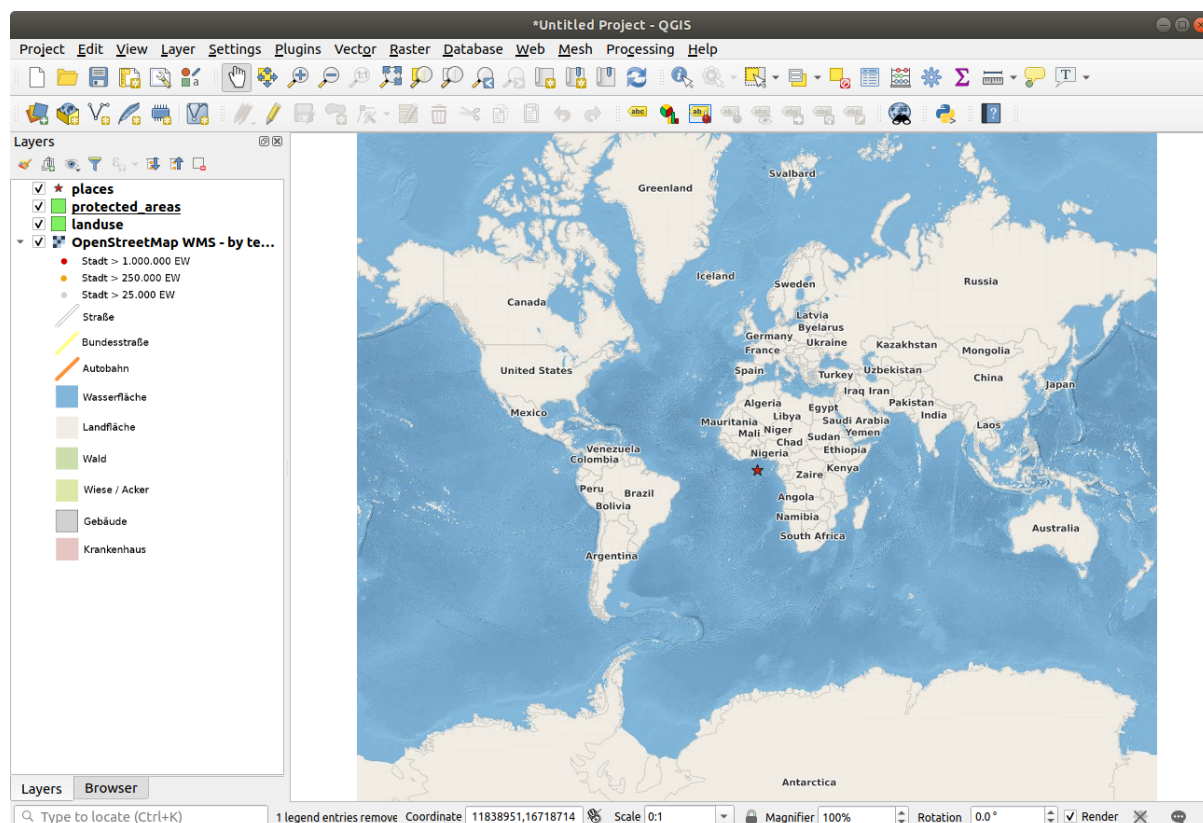 *Untitled Project - QGIS
Project Edit View Layer Settings Plugins Vector Raster Database Web Mesh Processing Help
Layers
places
protected_areas
landuse
OpenStreetMap WMS - by te...
Stadt > 1.000.000 EW
Stadt > 250.000 EW
Stadt > 25.000 EW
Straße
Bundesstraße
Autobahn
Wasserfläche
Landfläche
Wald
Wiese / Acker
Gebäude
Krankenhaus
Svalbard
Greenland
Iceland
Sweden
Russia
Canada
Latvia
Byelarus
Germany
Ukraine
France
Kazakhstan
Mongolia
United States
Spain
Turkey
Uzbekistan
China
Japan
Iraq Iran
Algeria
Egypt
Pakistan
Mexico
Libya
India
Mauritania
Saudi Arabia
Laos
Mali Niger
Yemen
Chad Sudan
Venezuela
Nigeria
Ethiopia
Colombia
Zaire
Kenya
Peru
Brazil
Angola
Bolivia
Namibia
Australia
South Africa
Argentina
Antarctica
Layers Browser
Type to locate (Ctrl+K) 1 legend entries remove Coordinate 11838951,16718714 Scale 0:1 Magnifier 100% Rotation 0.0 ° Render